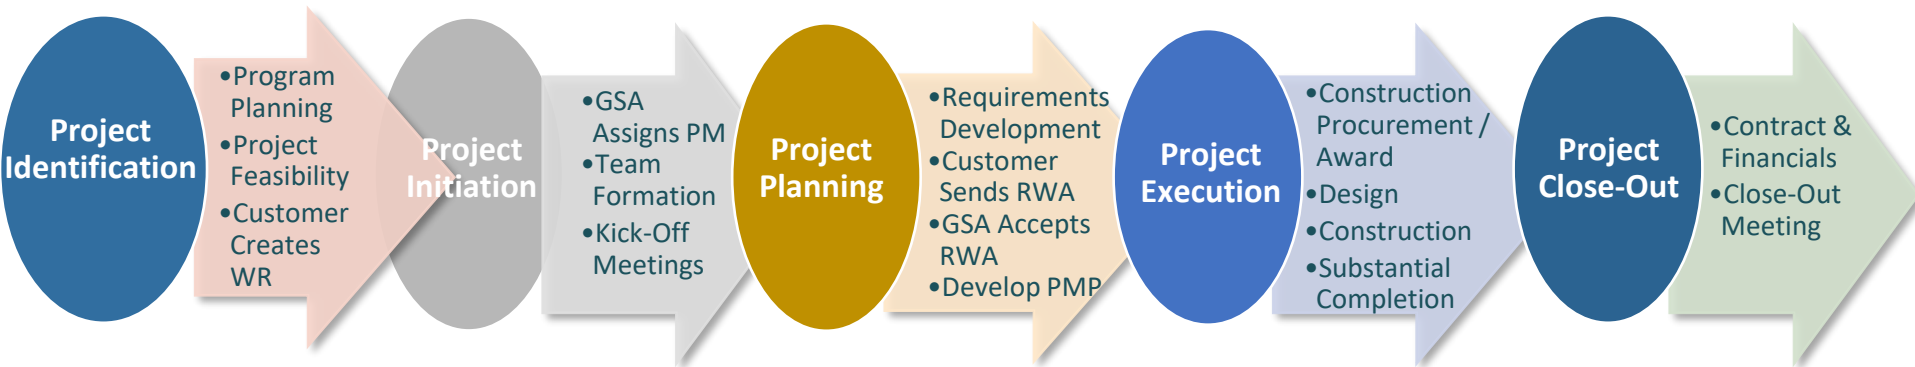 Project
Identification
•Program
Planning
•Project
Feasibility
•Customer
Creates
WR
Project
Initiation
•GSA
Assigns PM
•Team
Formation
•Kick-Off
Meetings
Project
Planning
•Requirements
Development
•Customer
Sends RWA
•GSA Accepts
RWA
•Develop PMP
Project
Execution
•Construction
Procurement /
Award
•Design
•Construction
•Substantial
Completion
Project
Close-Out
•Contract &
Financials
•Close-Out
Meeting